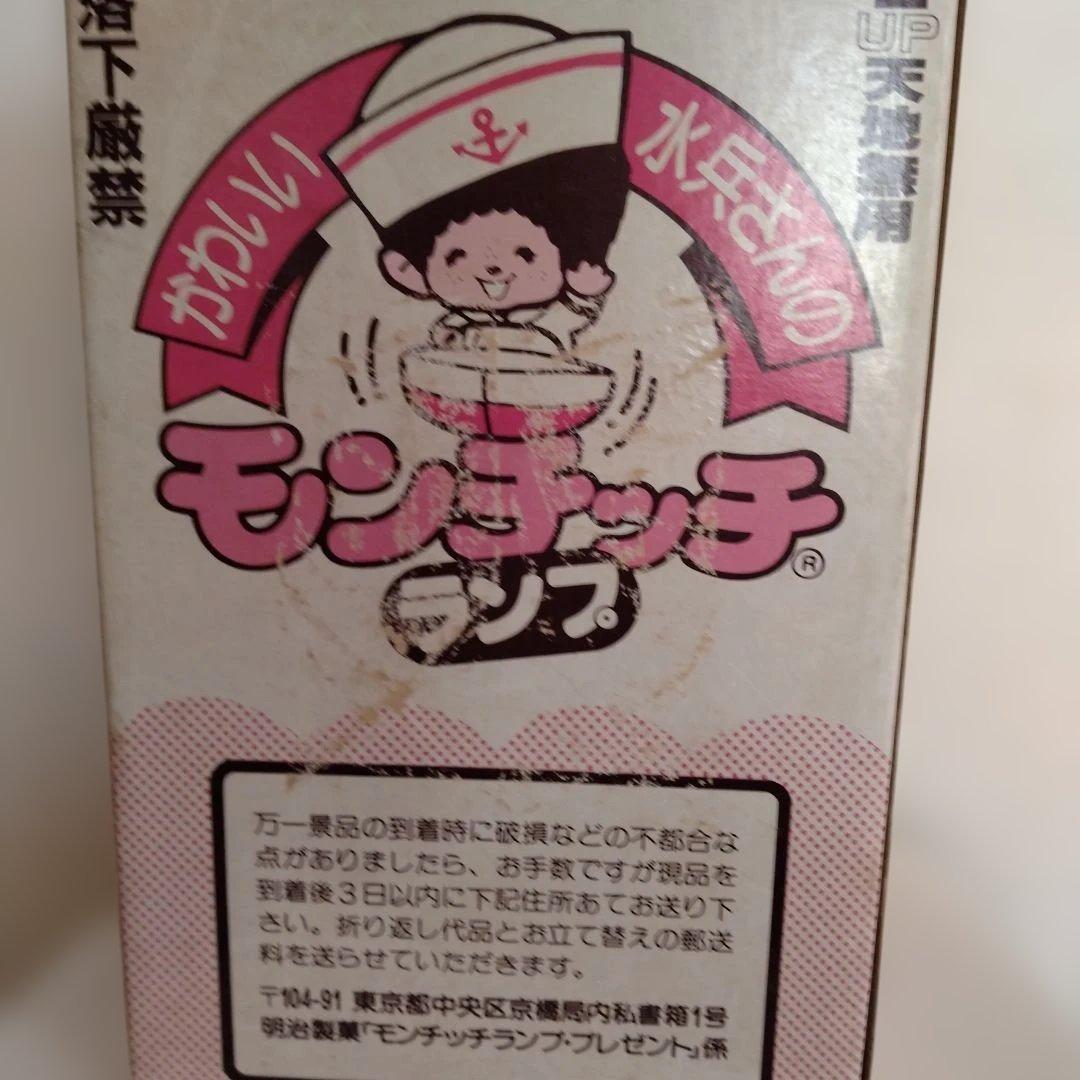 落下厳禁
UP
天地無用
かわいい
水兵さんの
モンチッチ®
ランプ
万一景品の到着時に破損などの不都合な
点がありましたら、お手数ですが現品を
到着後3日以内に下記住所あてお送り下
さい。折り返し代品とお立て替えの郵送
料を送らせていただきます。
〒104-91 東京都中央区京橋局内私書箱1号
明治製菓「モンチッチランプ・プレゼント」係